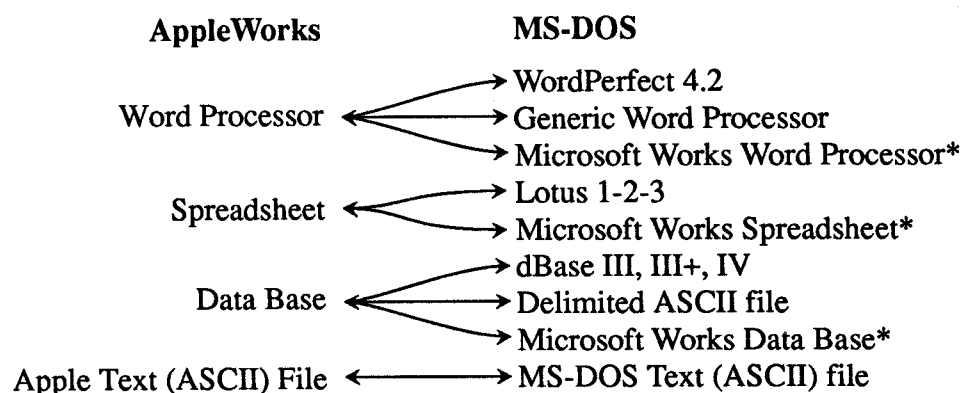 AppleWorks MS-DOS
WordPerfect 4.2
Word Processor Generic Word Processor
Microsoft Works Word Processor*
Lotus 1-2-3
Spreadsheet
Microsoft Works Spreadsheet*
dBase III, III+, IV
Data Base Delimited ASCII file
Microsoft Works Data Base*
Apple Text (ASCII) File MS-DOS Text (ASCII) file